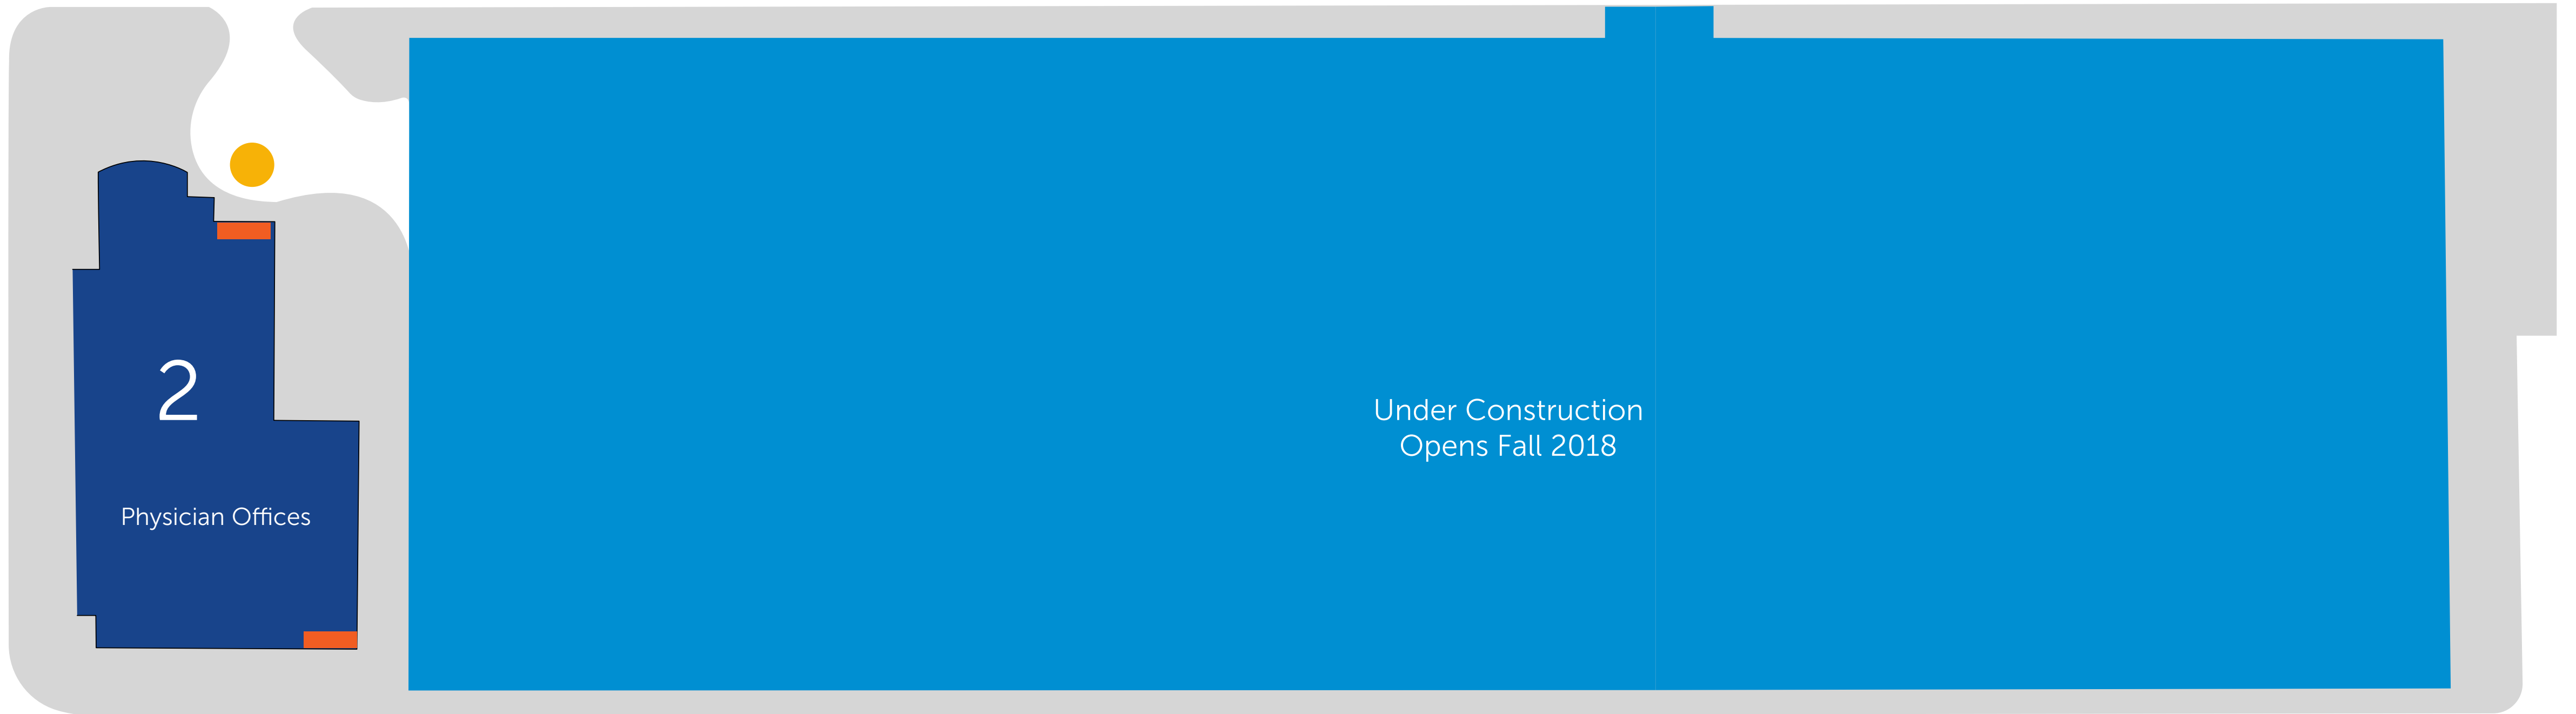 2
Physician Offices
Under Construction
Opens Fall 2018